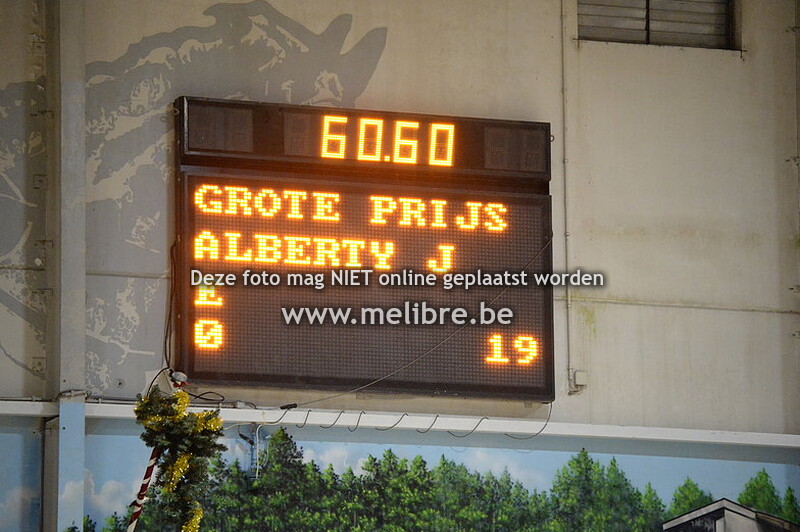 60.60
GROTE PRIJS
ALBERTY J
Deze foto mag NIET online geplaatst worden
E
www.melibre.be
0 19